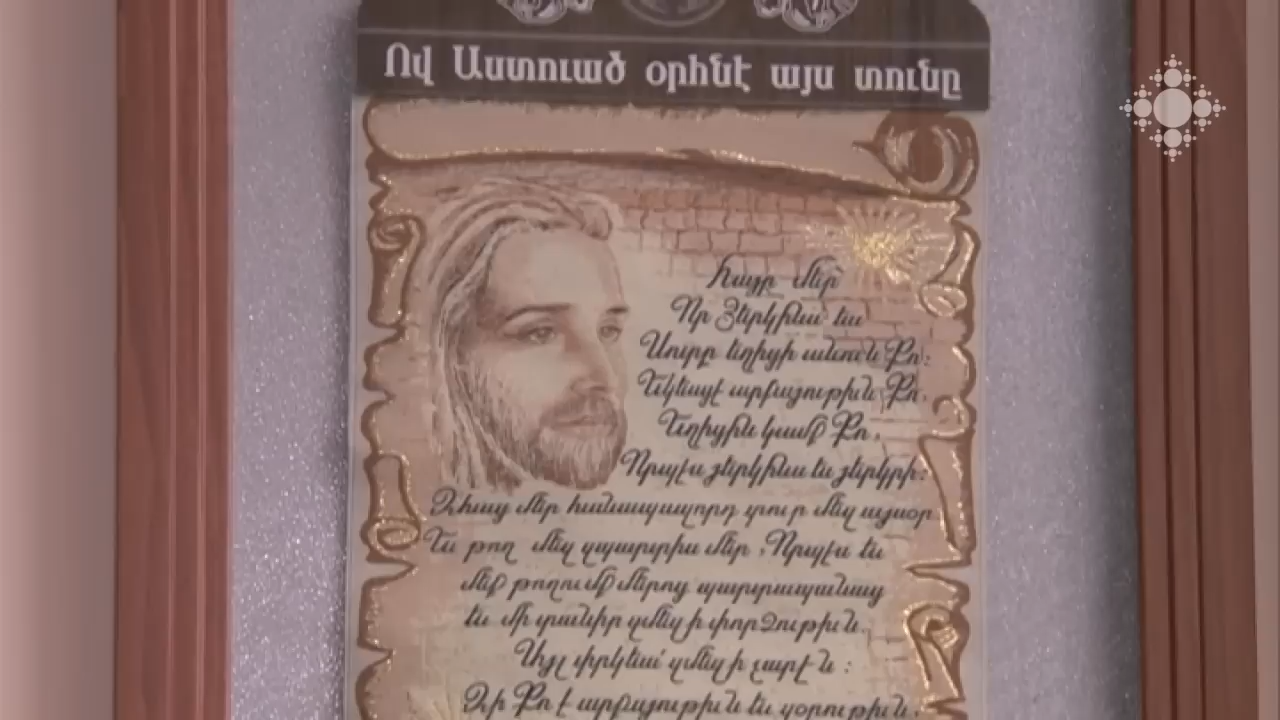 Ով Աստուած օրհնէ այս տունը
Հայր մեր
Որ Յերկինս ես
Սուրբ եղիցի անուն Քո:
Եկեսցէ արքայութիւն Քո.
Եղիցին կամք Քո.
Որպէս յերկինս եւ յերկրի:
Զհաց մեր հանապազորդ տուր մեզ այսօր
Եւ թող մեզ զպարտիս մեր, Որպէս եւ
մեք թողումք մերոց պարտապանաց
եւ մի տանիր զմեզ ի փորձութիւն.
Այլ փրկեա՛ զմեզ ի չարէն :
Զի Քո է արքայութիւն եւ զօրութիւն.